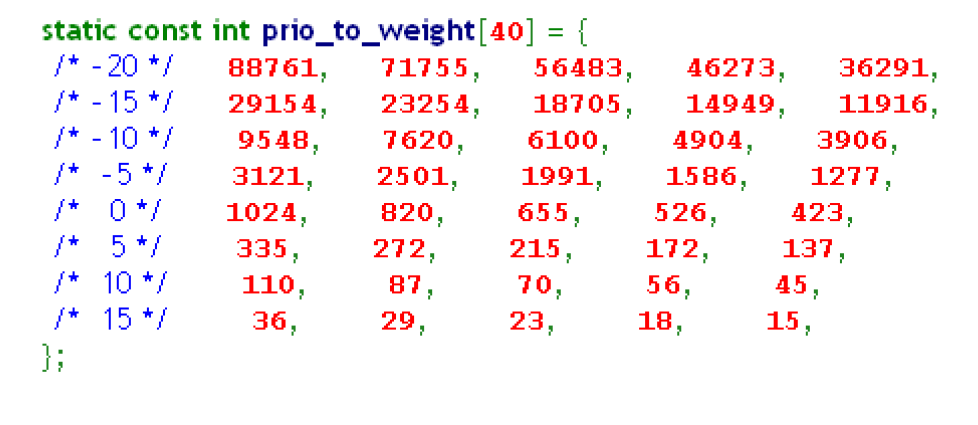 static const int prio_to_weight[40] = {
/* -20 */ 88761, 71755, 56483, 46273, 36291,
/* -15 */ 29154, 23254, 18705, 14949, 11916,
/* -10 */ 9548, 7620, 6100, 4904, 3906,
/* -5 */ 3121, 2501, 1991, 1586, 1277,
/* 0 */ 1024, 820, 655, 526, 423,
/* 5 */ 335, 272, 215, 172, 137,
/* 10 */ 110, 87, 70, 56, 45,
/* 15 */ 36, 29, 23, 18, 15,
};